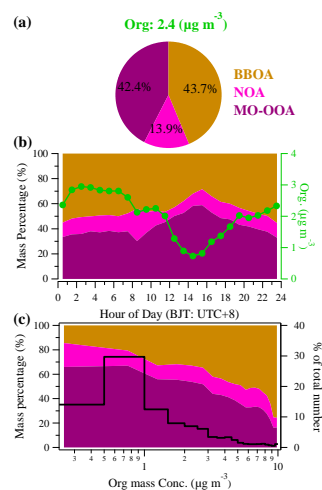 (a)
Org: 2.4 (μg m⁻³)
42.4%
43.7%
13.9%
BBOA
NOA
MO-OOA
(b)
Mass Percentage (%)
100
80
60
40
20
0
4
3
2
1
0
Org. (μg m⁻³)
0 2 4 6 8 10 12 14 16 18 20 22 24
Hour of Day (BJT: UTC+8)
(c)
Mass percentage (%)
100
80
60
40
20
0
40
30
20
10
0
% of total number
3 4 5 6 7 8 9 1 2 3 4 5 6 7 8 9 10
Org mass Conc. (μg m⁻³)